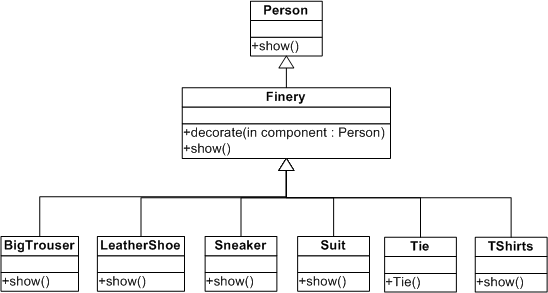 Person
+show()
Finery
+decorate(in component : Person)
+show()
BigTrouser
LeatherShoe
Sneaker
Suit
Tie
TShirts
+show()
+show()
+show()
+show()
+Tie()
+show()